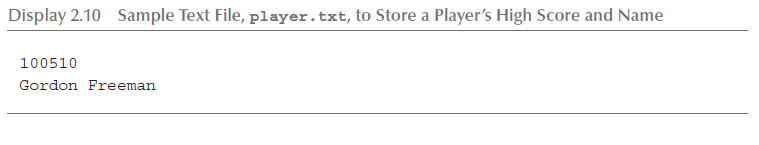 Display 2.10 Sample Text File, player.txt, to Store a Player’s High Score and Name
100510
Gordon Freeman